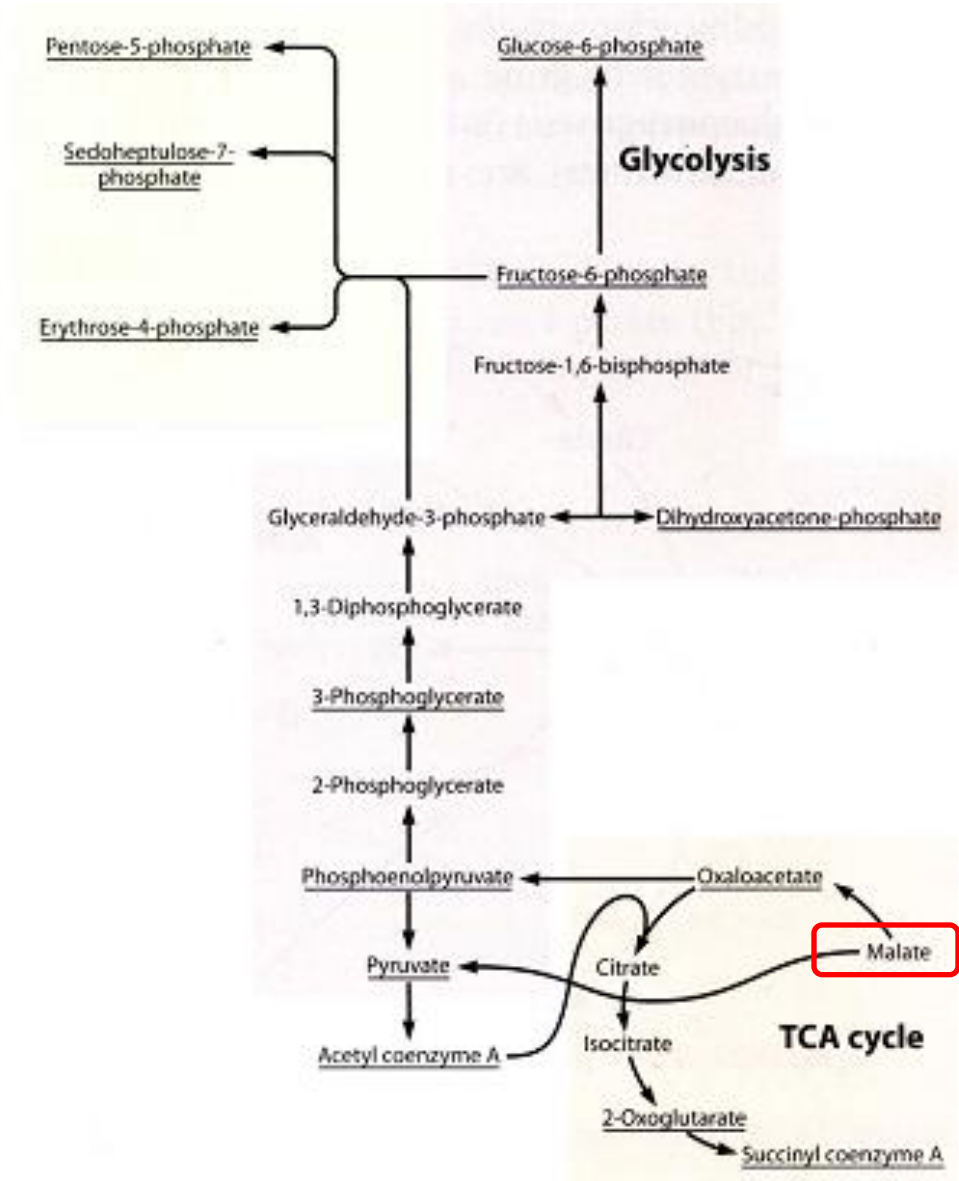 Pentose-5-phosphate
Glucose-6-phosphate
Sedoheptulose-7-
phosphate
Glycolysis
Fructose-6-phosphate
Erythrose-4-phosphate
Fructose-1,6-bisphosphate
Glyceraldehyde-3-phosphate
Dihydroxyacetone-phosphate
1,3-Diphosphoglycerate
3-Phosphoglycerate
2-Phosphoglycerate
Phosphoenolpyruvate
Oxaloacetate
Malate
Pyruvate
Citrate
TCA cycle
Isocitrate
Acetyl coenzyme A
2-Oxoglutarate
Succinyl coenzyme A